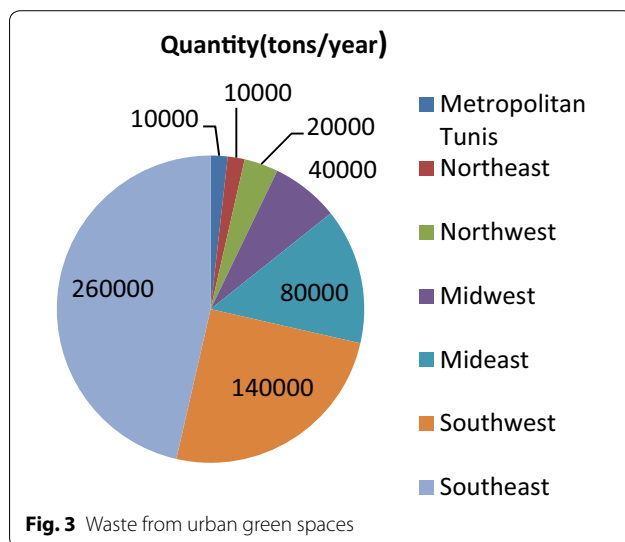 Quantity(tons/year)
10000
10000
20000
40000
80000
140000
260000
Metropolitan
Tunis
Northeast
Northwest
Midwest
Mideast
Southwest
Southeast
Fig. 3 Waste from urban green spaces